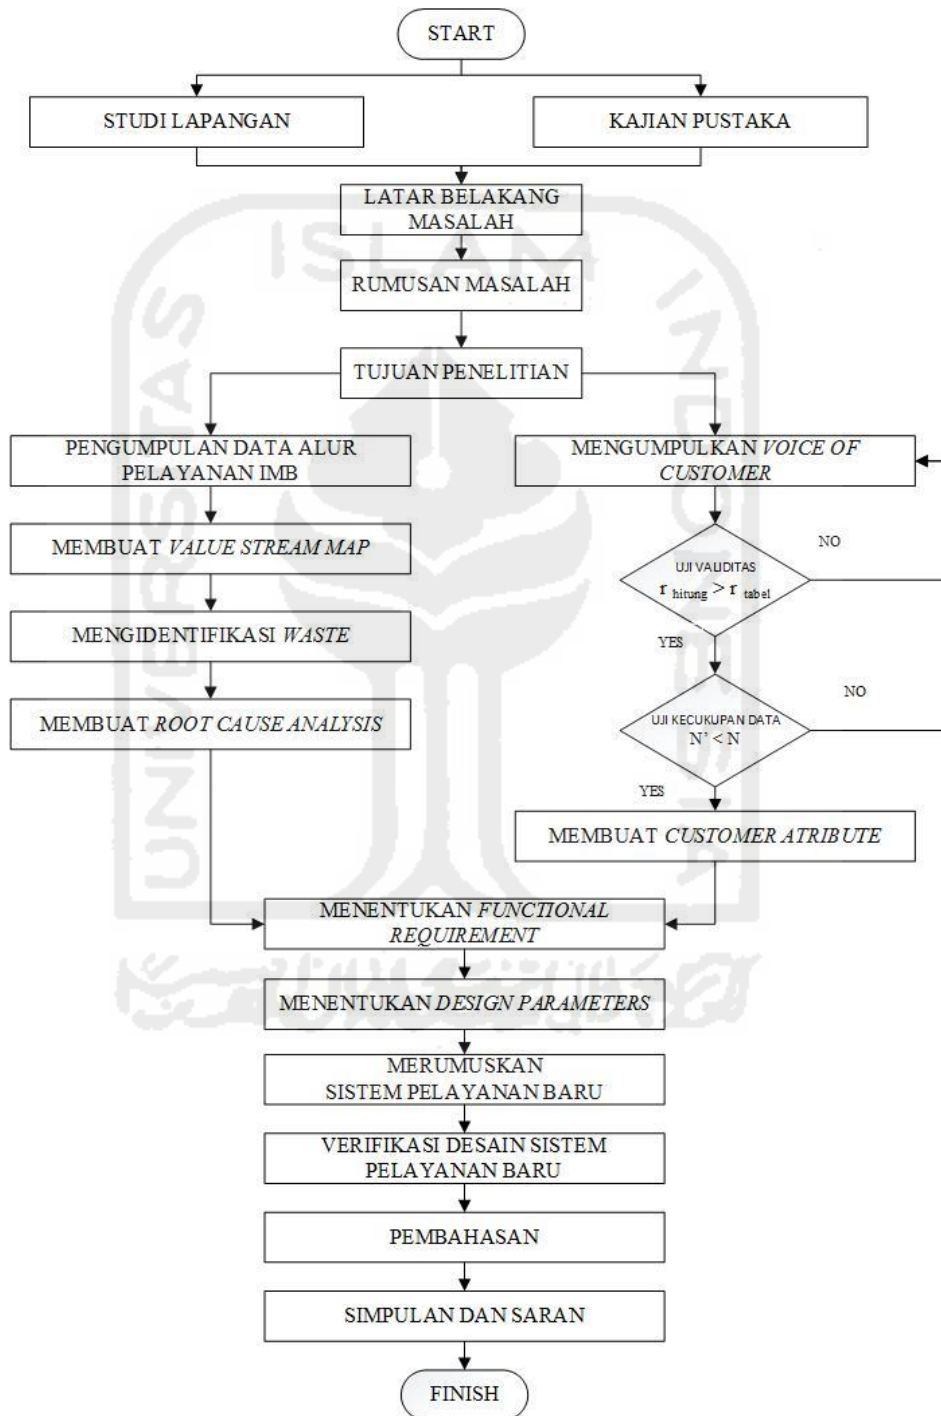 START
STUDI LAPANGAN
KAJIAN PUSTAKA
LATAR BELAKANG
MASALAH
RUMUSAN MASALAH
TUJUAN PENELITIAN
PENGUMPULAN DATA ALUR
PELAYANAN IMB
MEMBUAT VALUE STREAM MAP
MENGIDENTIFIKASI WASTE
MEMBUAT ROOT CAUSE ANALYSIS
MENGUMPULKAN VOICE OF
CUSTOMER
UJI VALIDITAS
r hitung > r tabel
NO
YES
UJI KECUKUPAN DATA
N' < N
NO
YES
MEMBUAT CUSTOMER ATRIBUTE
MENENTUKAN FUNCTIONAL
REQUIREMENT
MENENTUKAN DESIGN PARAMETERS
MERUMUSKAN
SISTEM PELAYANAN BARU
VERIFIKASI DESAIN SISTEM
PELAYANAN BARU
PEMBAHASAN
SIMPULAN DAN SARAN
FINISH
UNIVERSITAS
ISLAM
INDONESIA